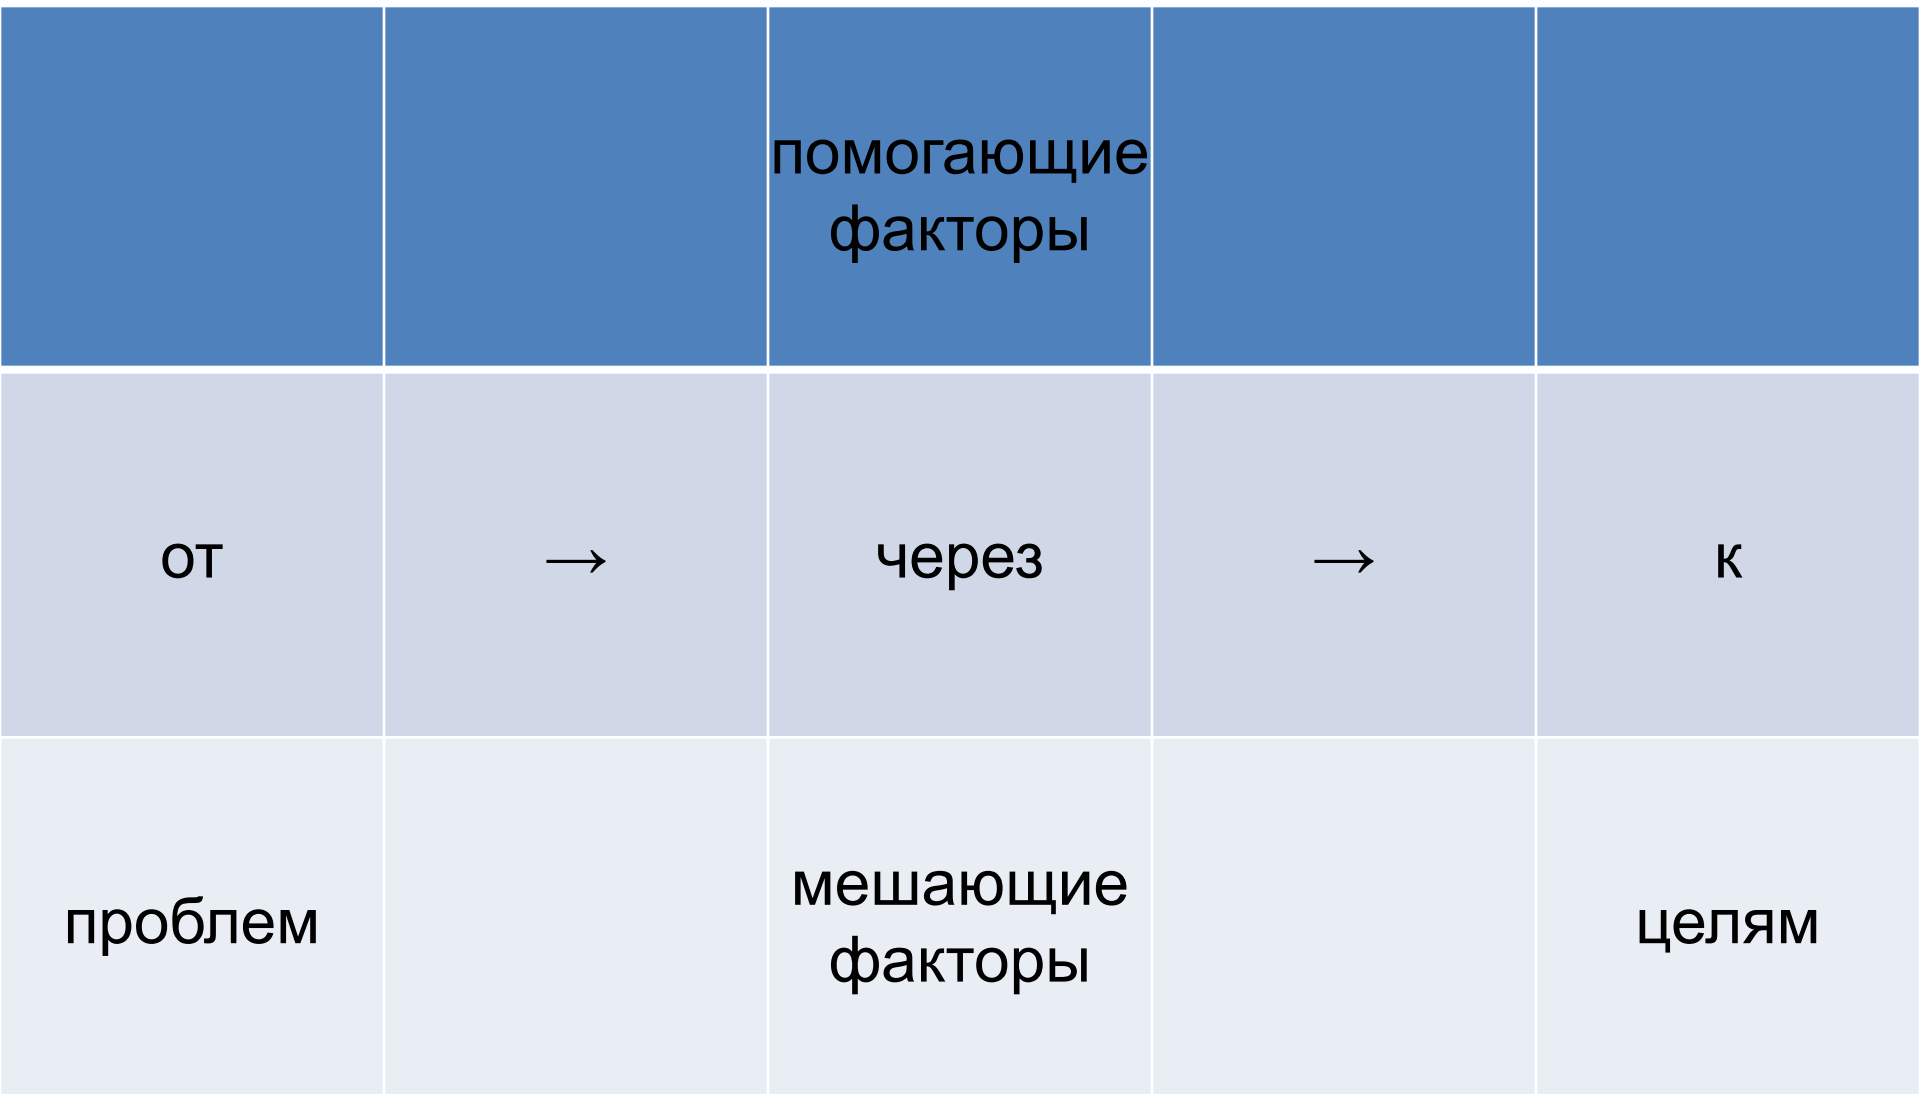 помогающие
факторы
от → через → к
проблем
мешающие
факторы
целям